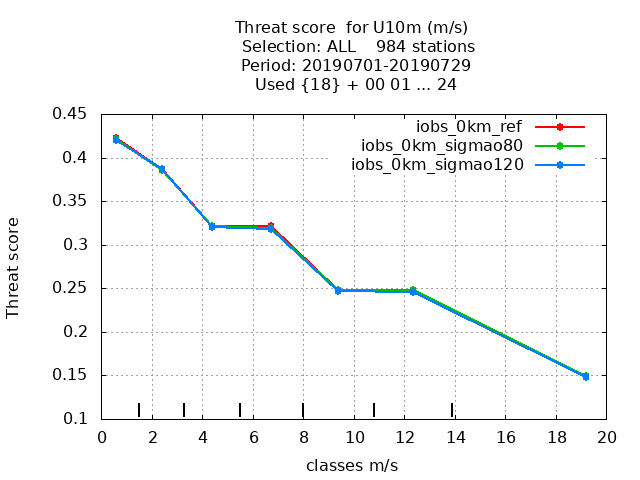 Threat score  for U10m (m/s)
Selection: ALL    984 stations
Period: 20190701-20190729
Used {18} + 00 01 ... 24
iobs_0km_ref
iobs_0km_sigmao80
iobs_0km_sigmao120
Threat score
0.45
0.4
0.35
0.3
0.25
0.2
0.15
0.1
0 2 4 6 8 10 12 14 16 18 20
classes m/s